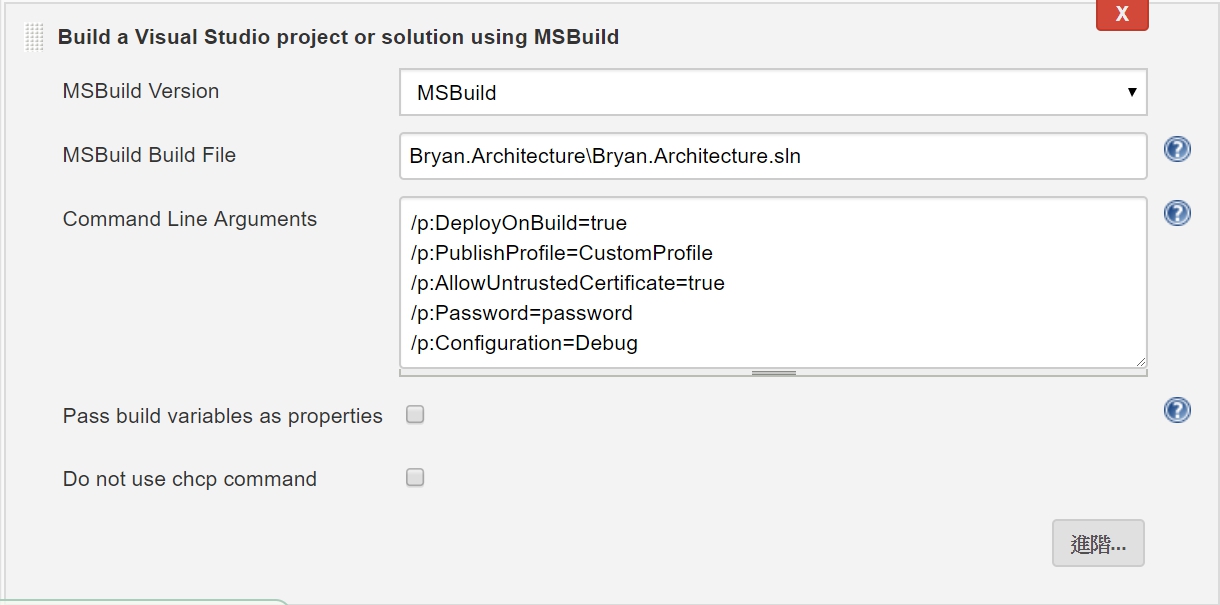 X
Build a Visual Studio project or solution using MSBuild
MSBuild Version
MSBuild
MSBuild Build File
Bryan.Architecture\Bryan.Architecture.sln
Command Line Arguments
/p:DeployOnBuild=true
/p:PublishProfile=CustomProfile
/p:AllowUntrustedCertificate=true
/p:Password=password
/p:Configuration=Debug
Pass build variables as properties
Do not use chcp command
進階...